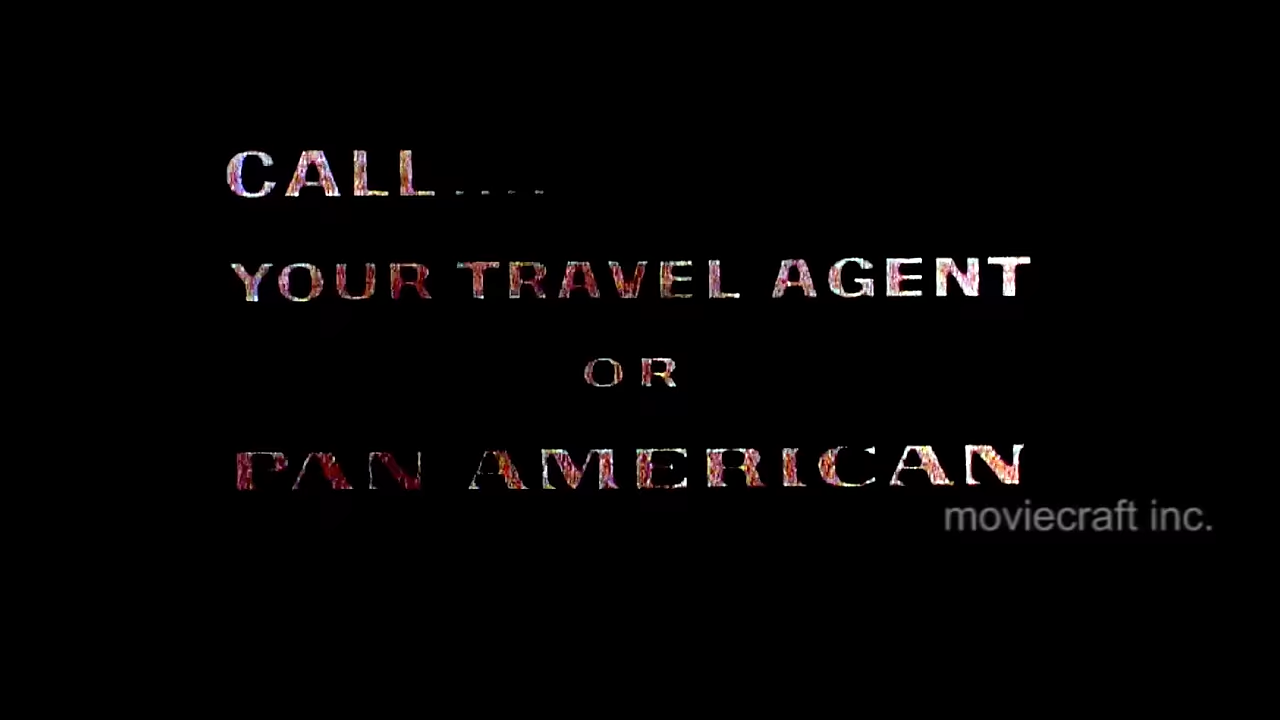 CALL....
YOUR TRAVEL AGENT
OR
PAN AMERICAN
moviecraft inc.